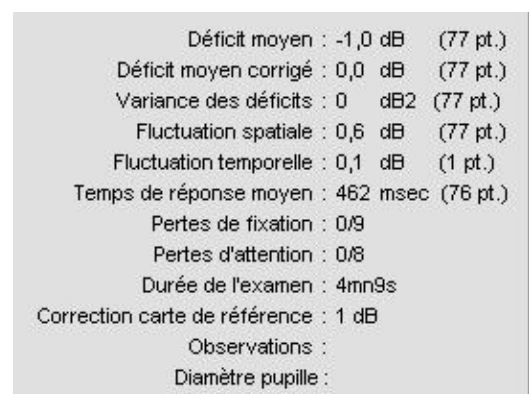 Déficit moyen : -1,0 dB (77 pt.)
Déficit moyen corrigé : 0,0 dB (77 pt.)
Variance des déficits : 0 dB2 (77 pt.)
Fluctuation spatiale : 0,6 dB (77 pt.)
Fluctuation temporelle : 0,1 dB (1 pt.)
Temps de réponse moyen : 462 msec (76 pt.)
Pertes de fixation : 0/9
Pertes d'attention : 0/8
Durée de l'examen : 4mn9s
Correction carte de référence : 1 dB
Observations :
Diamètre pupille :